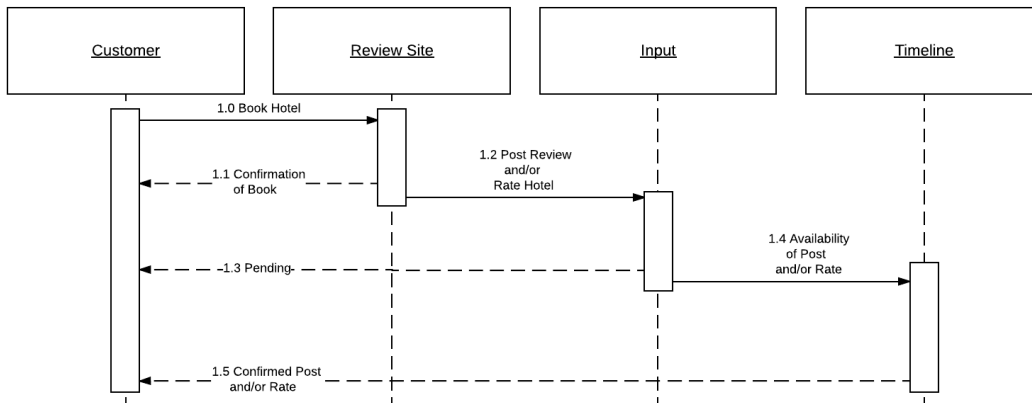 Customer
Review Site
Input
Timeline
1.0 Book Hotel
1.2 Post Review
and/or
Rate Hotel
1.1 Confirmation
of Book
1.4 Availability
of Post
and/or Rate
1.3 Pending
1.5 Confirmed Post
and/or Rate